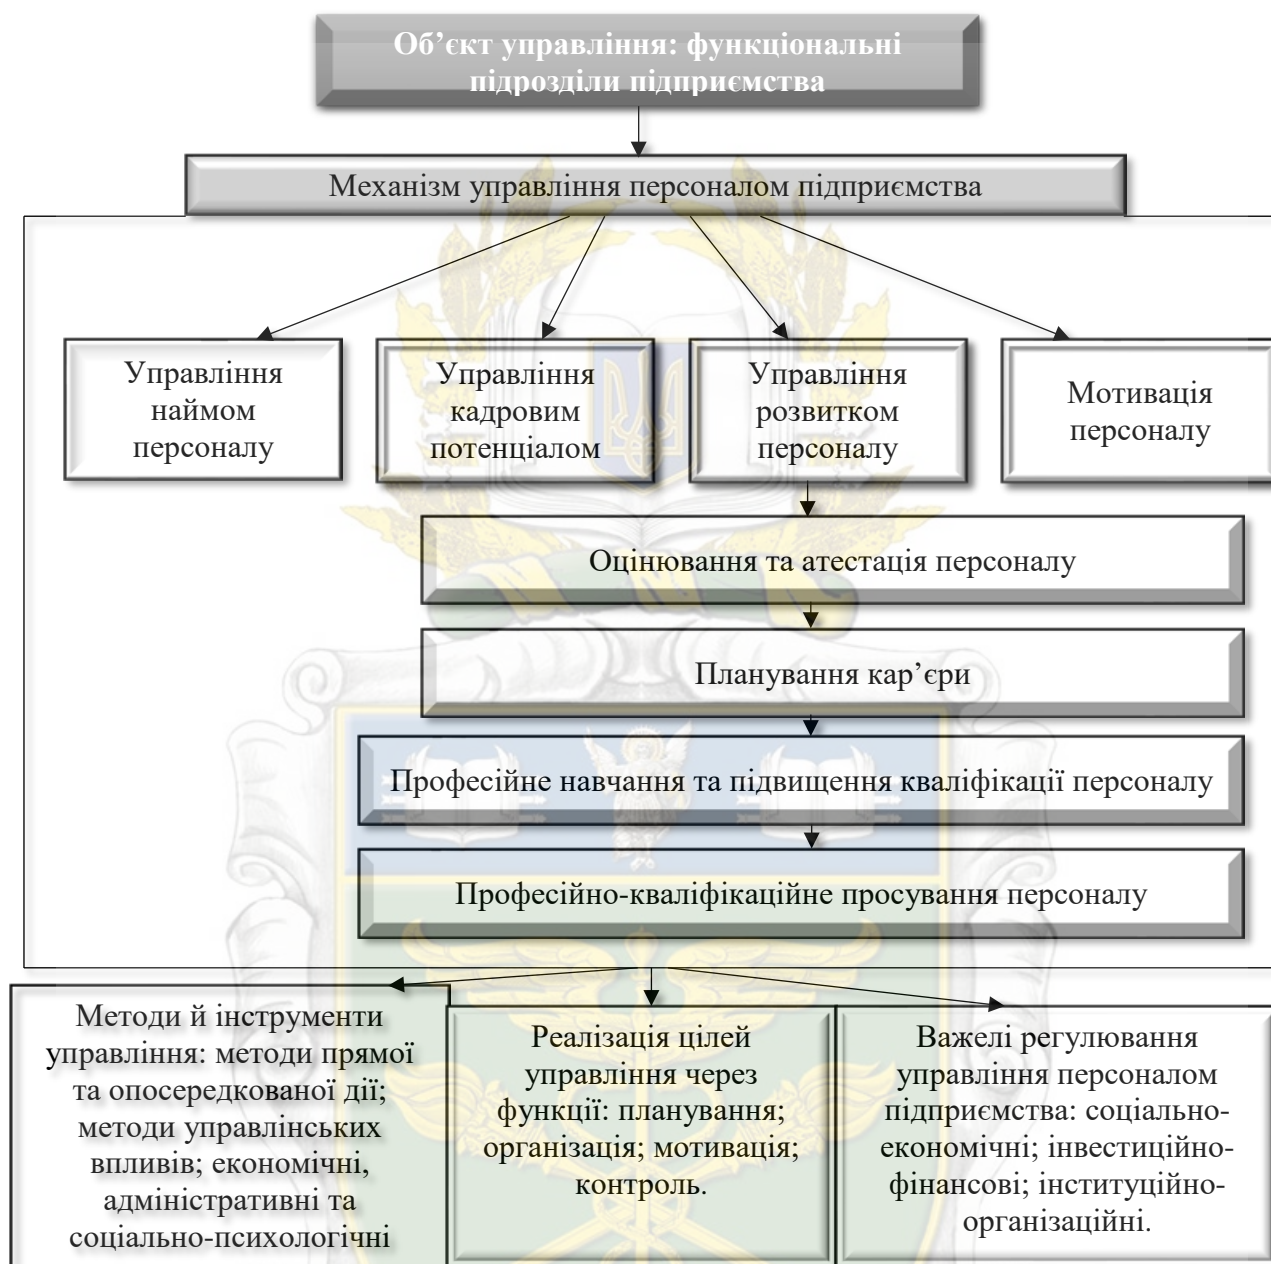 Об’єкт управління: функціональні
підрозділи підприємства
Механізм управління персоналом підприємства
Управління
наймом
персоналу
Управління
кадровим
потенціалом
Управління
розвитком
персоналу
Мотивація
персоналу
Оцінювання та атестація персоналу
Планування кар’єри
Професійне навчання та підвищення кваліфікації персоналу
Професійно-кваліфікаційне просування персоналу
Методи й інструменти
управління: методи прямої
та опосередкованої дії;
методи управлінських
впливів; економічні,
адміністративні та
соціально-психологічні
Реалізація цілей
управління через
функції: планування;
організація; мотивація;
контроль.
Важелі регулювання
управління персоналом
підприємства: соціально-
економічні; інвестиційно-
фінансові; інституційно-
організаційні.